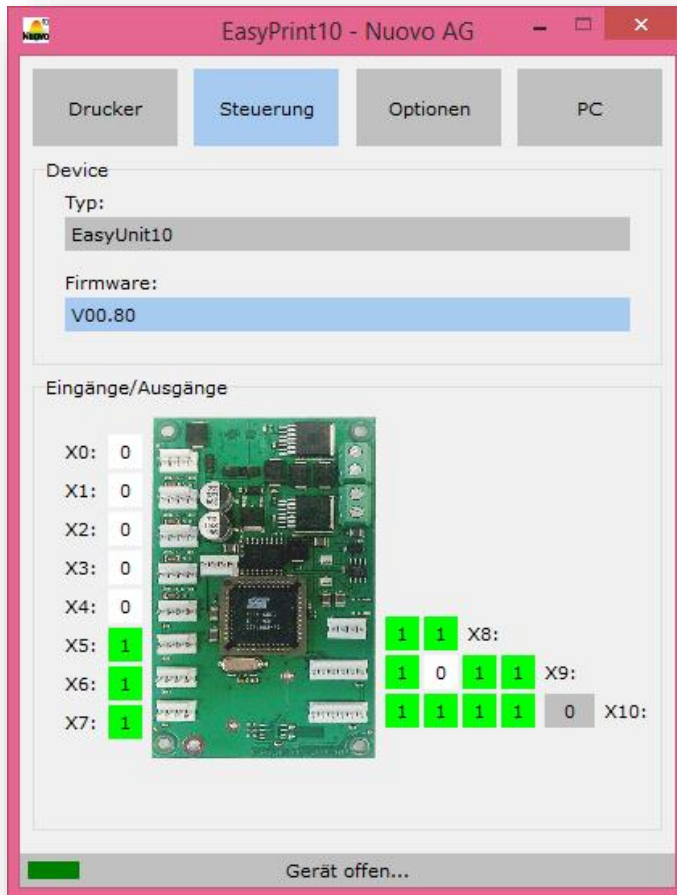 Nuovo
EasyPrint10 - Nuovo AG
Drucker
Steuerung
Optionen
PC
Device
Typ:
EasyUnit10
Firmware:
V00.80
Eingänge/Ausgänge
X0: 0
X1: 0
X2: 0
X3: 0
X4: 0
X5: 1
X6: 1
X7: 1
1 1 X8:
1 0 1 1 X9:
1 1 1 1 0 X10:
Gerät offen...